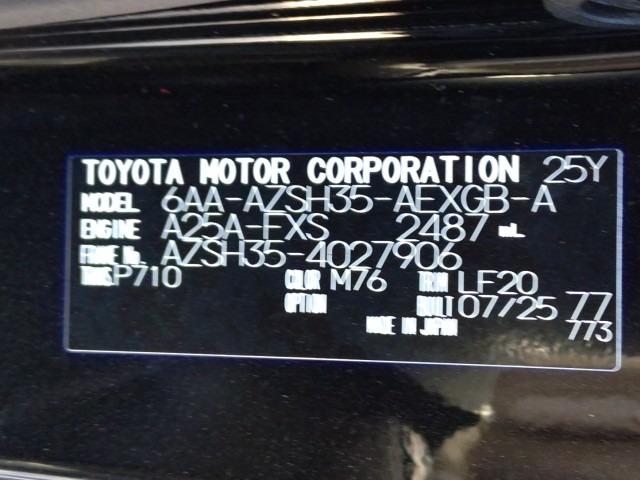 TOYOTA MOTOR CORPORATION 25Y
MODEL 6AA-AZSH35-AEXGB-A
ENGINE A25A-FXS 2487 mL
FRAME No. AZSH35-4027906
TRANS. P710 COLOR M76 TRIM LF20
OPTION BUILT 07/25 77
MADE IN JAPAN 773